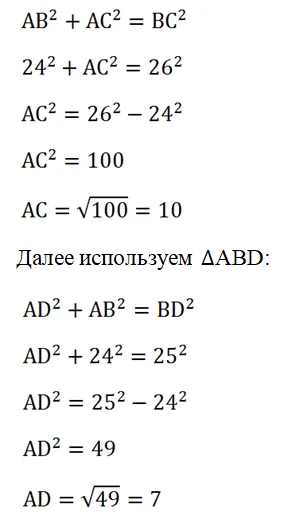 AB² + AC² = BC²
24² + AC² = 26²
AC² = 26² − 24²
AC² = 100
AC = √100 = 10
Далее используем ΔABD:
AD² + AB² = BD²
AD² + 24² = 25²
AD² = 25² − 24²
AD² = 49
AD = √49 = 7